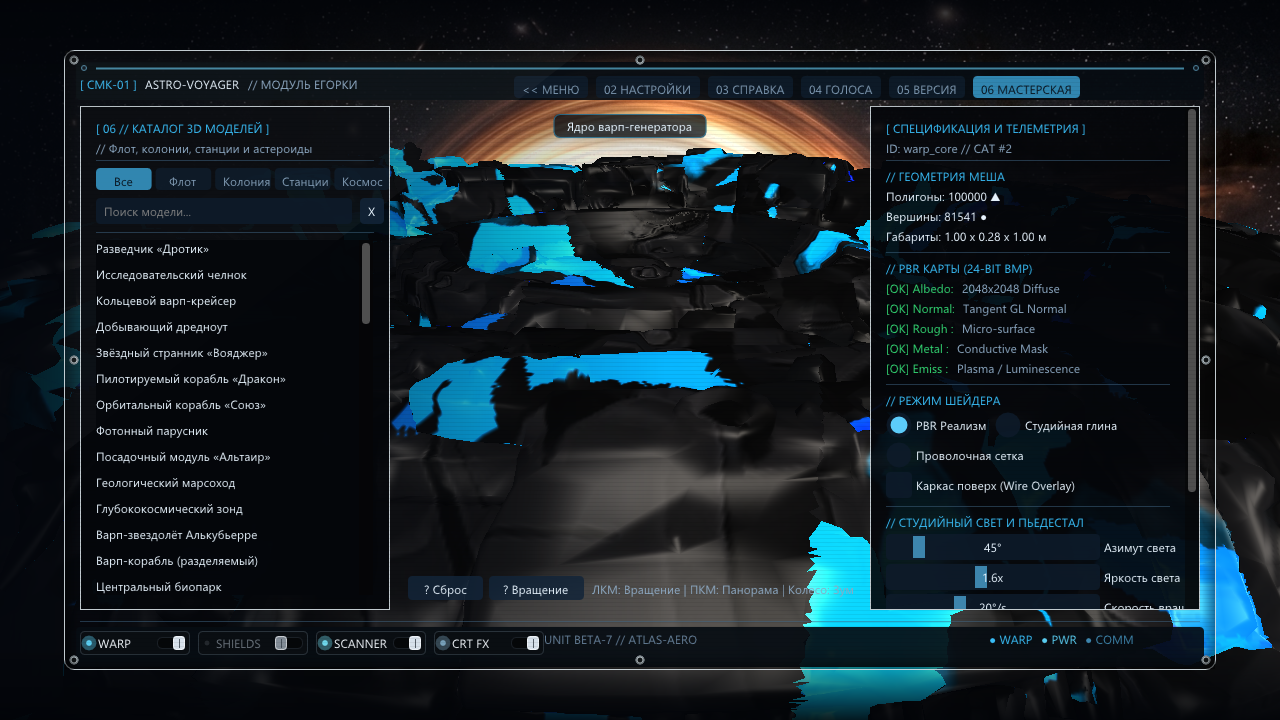 [ СМК-01 ] ASTRO-VOYAGER // МОДУЛЬ ЕГОРКИ
<< МЕНЮ 02 НАСТРОЙКИ 03 СПРАВКА 04 ГОЛОСА 05 ВЕРСИЯ 06 МАСТЕРСКАЯ
[ 06 // КАТАЛОГ 3D МОДЕЛЕЙ ]
// Флот, колонии, станции и астероиды
Все Флот Колония Станции Космос
Поиск модели... X
Разведчик «Дротик»
Исследовательский челнок
Кольцевой варп-крейсер
Добывающий дредноут
Звёздный странник «Вояджер»
Пилотируемый корабль «Дракон»
Орбитальный корабль «Союз»
Фотонный парусник
Посадочный модуль «Альтаир»
Геологический марсоход
Глубококосмический зонд
Варп-звездолёт Алькубьерре
Варп-корабль (разделяемый)
Центральный биопарк
Ядро варп-генератора
? Сброс ? Вращение ЛКМ: Вращение | ПКМ: Панорама |
[ СПЕЦИФИКАЦИЯ И ТЕЛЕМЕТРИЯ ]
ID: warp_core // CAT #2
// ГЕОМЕТРИЯ МЕША
Полигоны: 100000 ▲
Вершины: 81541 ●
Габариты: 1.00 x 0.28 x 1.00 м
// PBR КАРТЫ (24-BIT BMP)
[OK] Albedo: 2048x2048 Diffuse
[OK] Normal: Tangent GL Normal
[OK] Rough : Micro-surface
[OK] Metal : Conductive Mask
[OK] Emiss : Plasma / Luminescence
// РЕЖИМ ШЕЙДЕРА
PBR Реализм Студийная глина
Проволочная сетка
Каркас поверх (Wire Overlay)
// СТУДИЙНЫЙ СВЕТ И ПЬЕДЕСТАЛ
45° Азимут света
1.6x Яркость света
20°/s Скорость
WARP SHIELDS SCANNER CRT FX UNIT BETA-7 // ATLAS-AERO ● WARP ● PWR ● COMM